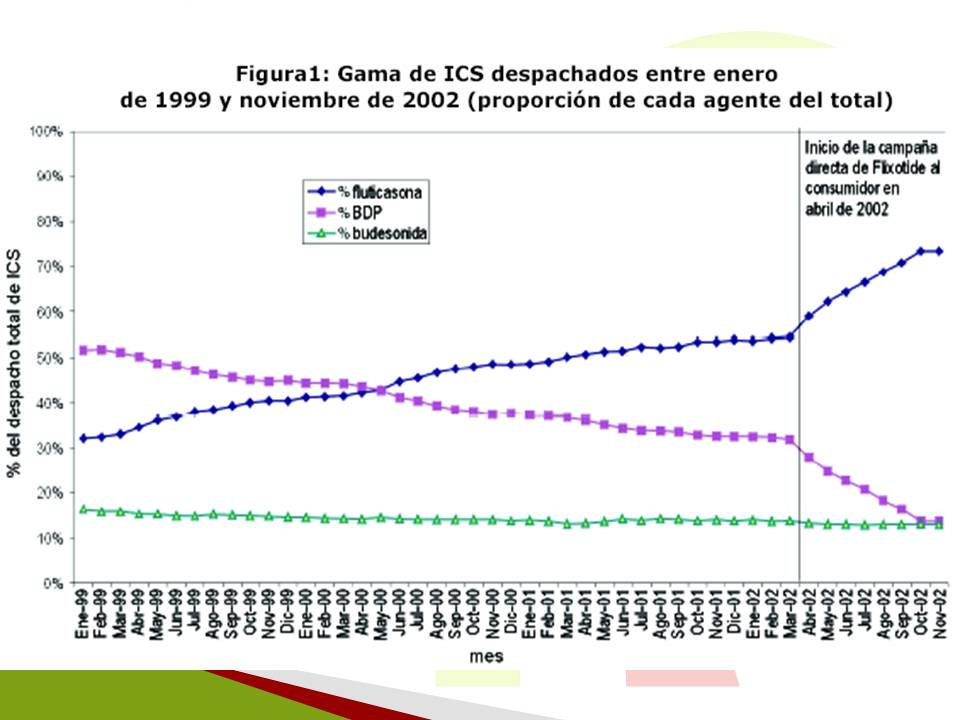 Figura1: Gama de ICS despachados entre enero
de 1999 y noviembre de 2002 (proporción de cada agente del total)
100%
90%
80%
70%
60%
50%
40%
30%
20%
10%
0%
% del despacho total de ICS
% fluticasona
% BDP
% budesonida
Inicio de la campaña
directa de Flixotide al
consumidor en
abril de 2002
Ene-99
Feb-99
Mar-99
Abr-99
May-99
Jun-99
Jul-99
Ago-99
Sep-99
Oct-99
Nov-99
Dic-99
Ene-00
Feb-00
Mar-00
Abr-00
May-00
Jun-00
Jul-00
Ago-00
Sep-00
Oct-00
Nov-00
Dic-00
Ene-01
Feb-01
Mar-01
Abr-01
May-01
Jun-01
Jul-01
Ago-01
Sep-01
Oct-01
Nov-01
Dic-01
Ene-02
Feb-02
Mar-02
Abr-02
May-02
Jun-02
Jul-02
Ago-02
Sep-02
Oct-02
Nov-02
mes